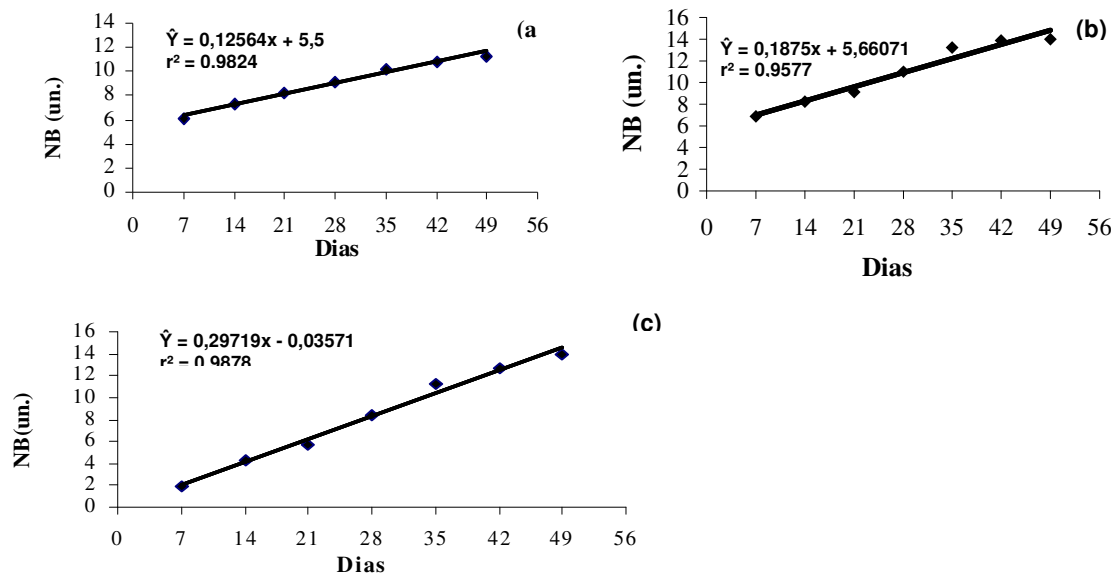 (a
Ŷ = 0,12564x + 5,5
r² = 0.9824
NB (un.)
14
12
10
8
6
4
2
0
0 7 14 21 28 35 42 49 56
Dias
(b)
Ŷ = 0,1875x + 5,66071
r² = 0.9577
NB (un.)
16
14
12
10
8
6
4
2
0
0 7 14 21 28 35 42 49 56
Dias
(c)
Ŷ = 0,29719x - 0,03571
r² = 0.9878
NB(un.)
16
14
12
10
8
6
4
2
0
0 7 14 21 28 35 42 49 56
Dias